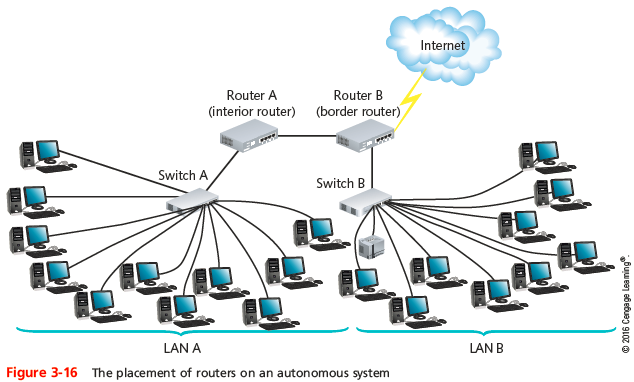 Internet
Router A
(interior router)
Router B
(border router)
Switch A
Switch B
LAN A
LAN B
© 2016 Cengage Learning®.
Figure 3-16 The placement of routers on an autonomous system